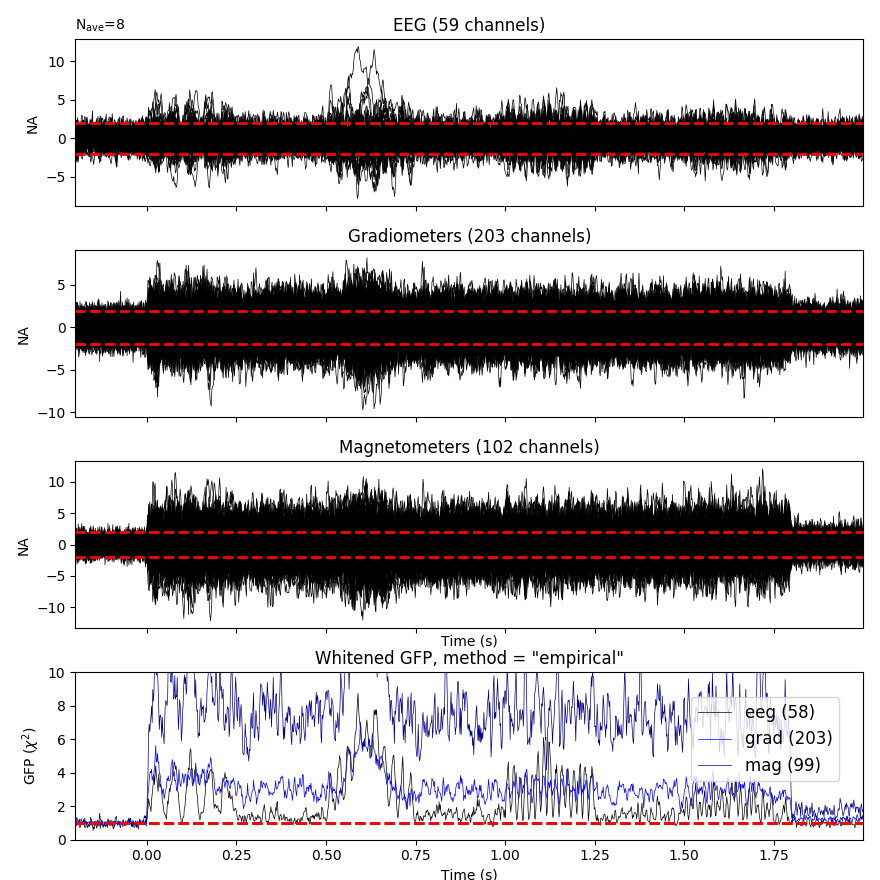 N_ave=8
EEG (59 channels)
10
5
0
−5
NA
Gradiometers (203 channels)
5
0
−5
−10
NA
Magnetometers (102 channels)
10
5
0
−5
−10
NA
Time (s)
Whitened GFP, method = "empirical"
10
8
6
4
2
0
GFP (χ²)
eeg (58)
grad (203)
mag (99)
0.00 0.25 0.50 0.75 1.00 1.25 1.50 1.75
Time (s)